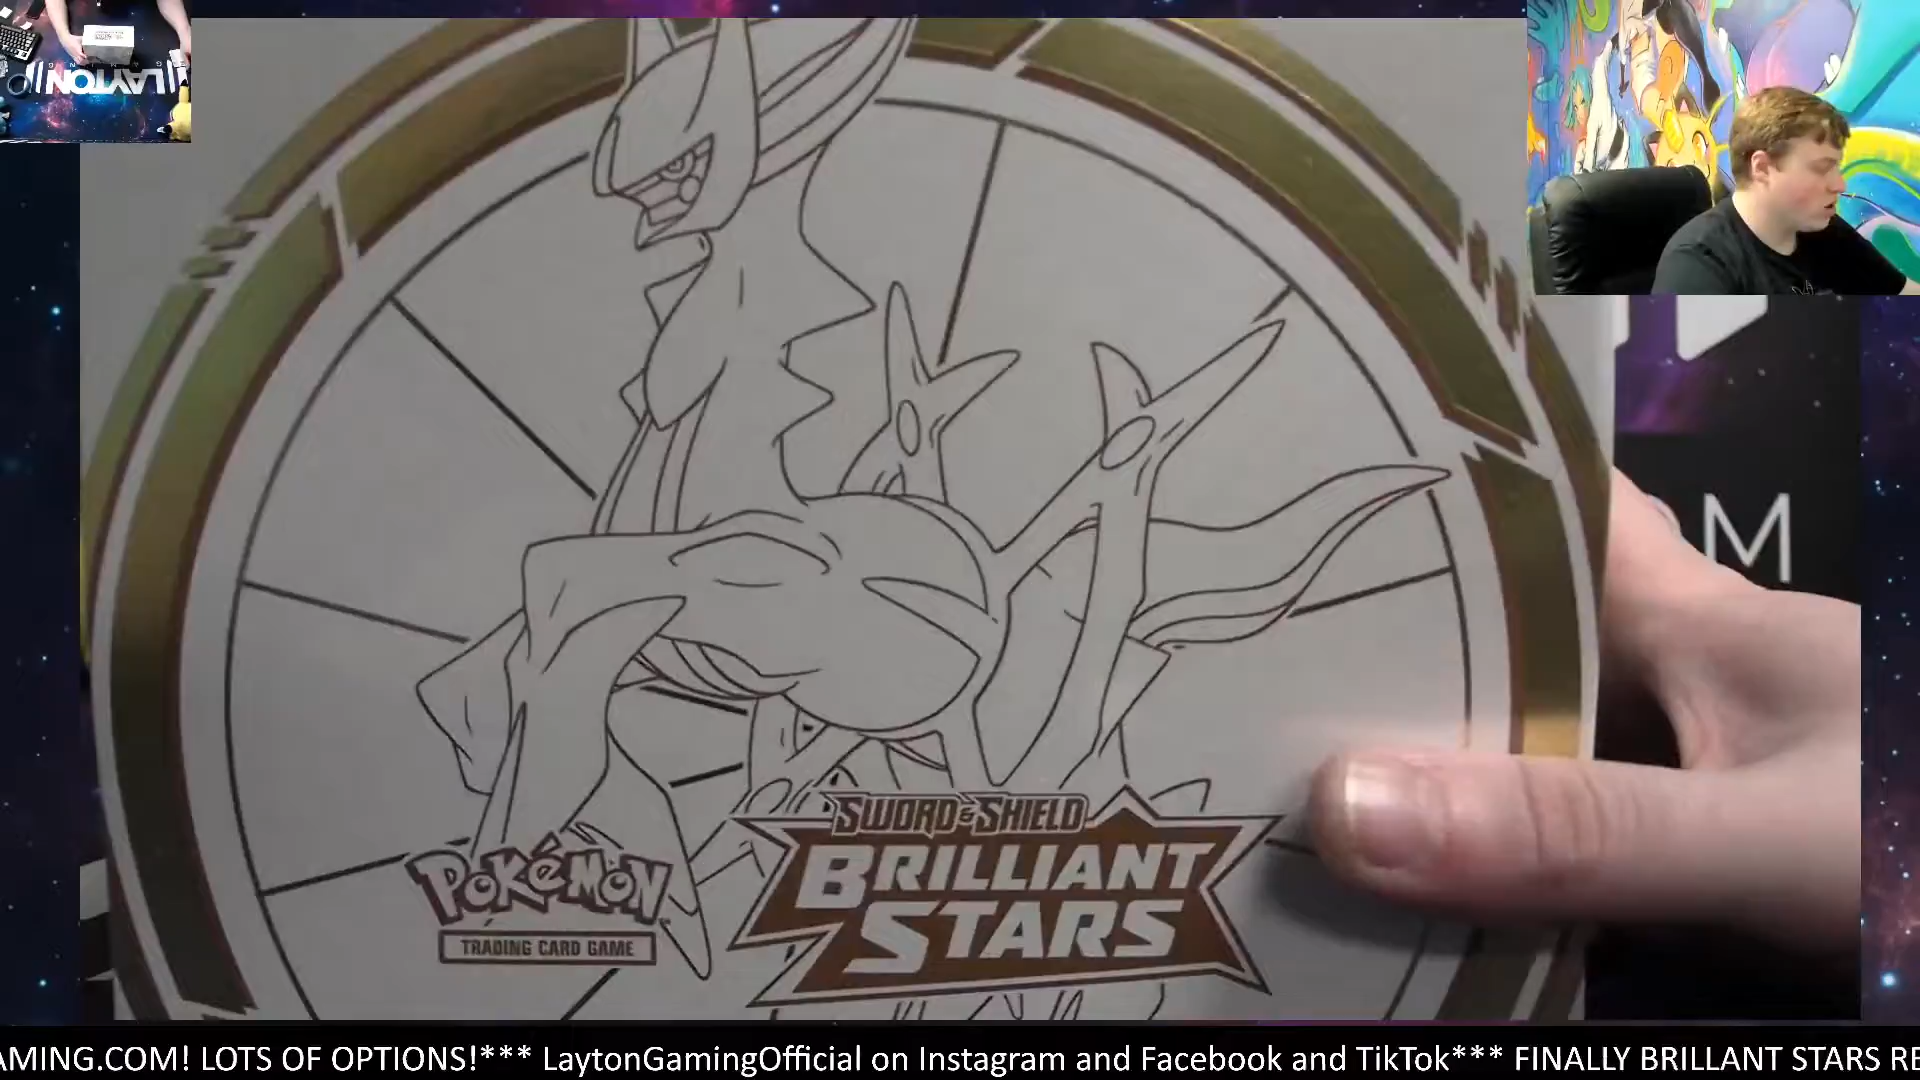 LAYTON
GAMING
M
SWORD & SHIELD
BRILLIANT
STARS
POKéMON
TRADING CARD GAME
AMING.COM! LOTS OF OPTIONS!*** LaytonGamingOfficial on Instagram and Facebook and TikTok*** FINALLY BRILLANT STARS RE